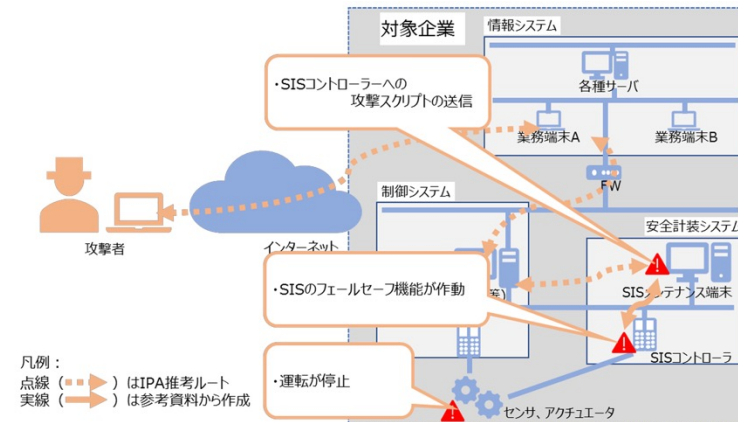 対象企業
情報システム
・SISコントローラーへの
攻撃スクリプトの送信
各種サーバ
業務端末A
業務端末B
FW
制御システム
安全計装システム
攻撃者
インターネット
・SISのフェールセーフ機能が作動
等)
SISメンテナンス端末
SISコントローラ
・運転が停止
センサ、アクチュエータ
凡例：
点線（ ）はIPA推考ルート
実線（ ）は参考資料から作成